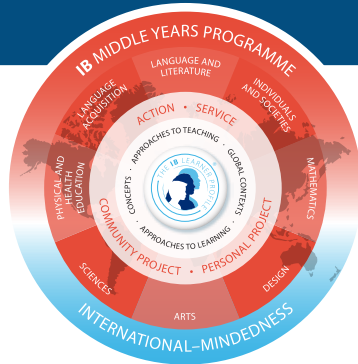 IB MIDDLE YEARS PROGRAMME
LANGUAGE AND
LITERATURE
INDIVIDUALS
AND SOCIETIES
MATHEMATICS
DESIGN
ARTS
SCIENCES
PHYSICAL AND
HEALTH
EDUCATION
LANGUAGE
ACQUISITION
ACTION • SERVICE
PERSONAL PROJECT
•
COMMUNITY PROJECT
APPROACHES TO TEACHING
·
GLOBAL CONTEXTS
·
APPROACHES TO LEARNING
·
CONCEPTS
·
THE IB LEARNER PROFILE
®
INTERNATIONAL–MINDEDNESS